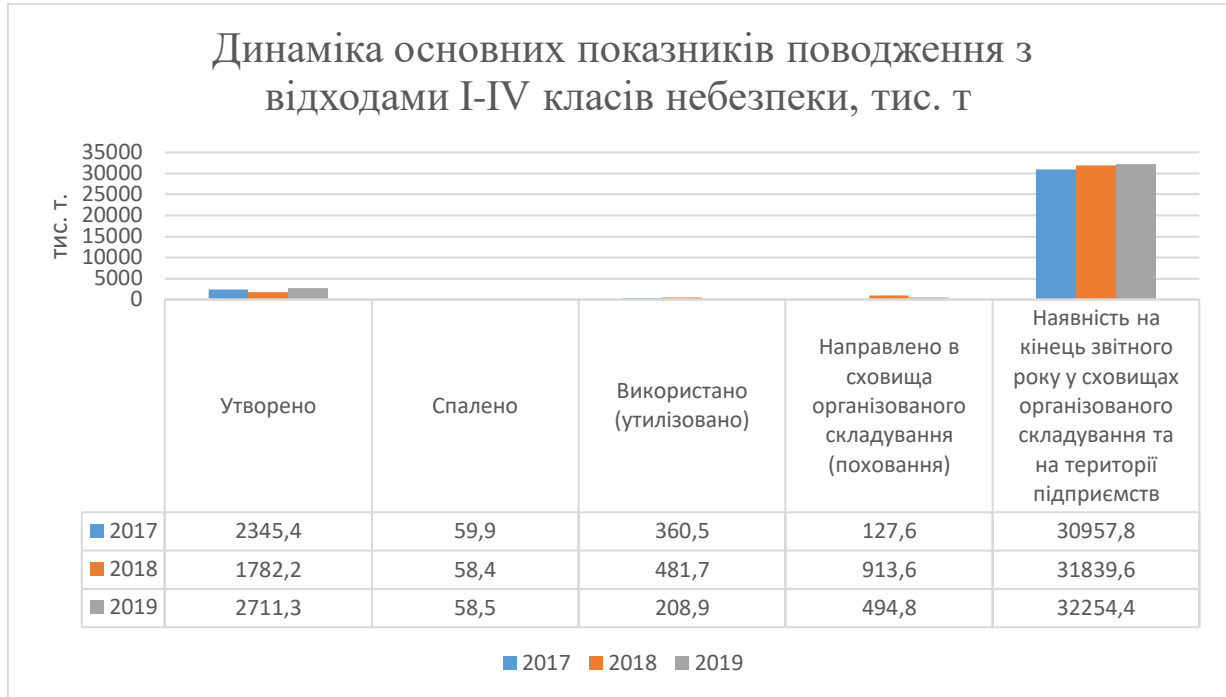 Динаміка основних показників поводження з
відходами I-IV класів небезпеки, тис. т
тис. т.
35000
30000
25000
20000
15000
10000
5000
0
Утворено
Спалено
Використано
(утилізовано)
Направлено в
сховища
організованого
складування
(поховання)
Наявність на
кінець звітного
року у сховищах
організованого
складування та
на території
підприємств
2017 2345,4 59,9 360,5 127,6 30957,8
2018 1782,2 58,4 481,7 913,6 31839,6
2019 2711,3 58,5 208,9 494,8 32254,4
2017 2018 2019